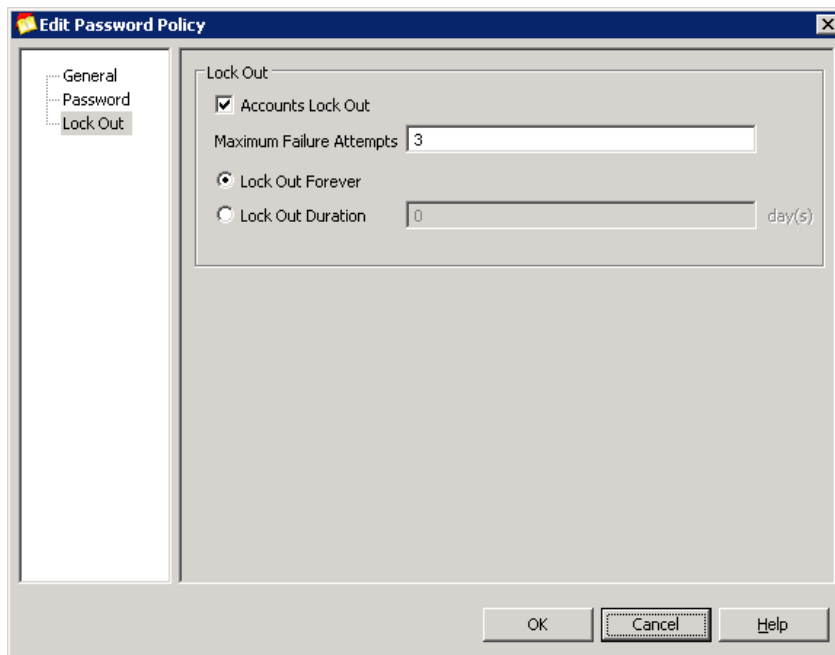 Edit Password Policy
General
Password
Lock Out
Lock Out
Accounts Lock Out
Maximum Failure Attempts 3
Lock Out Forever
Lock Out Duration 0 day(s)
OK Cancel Help